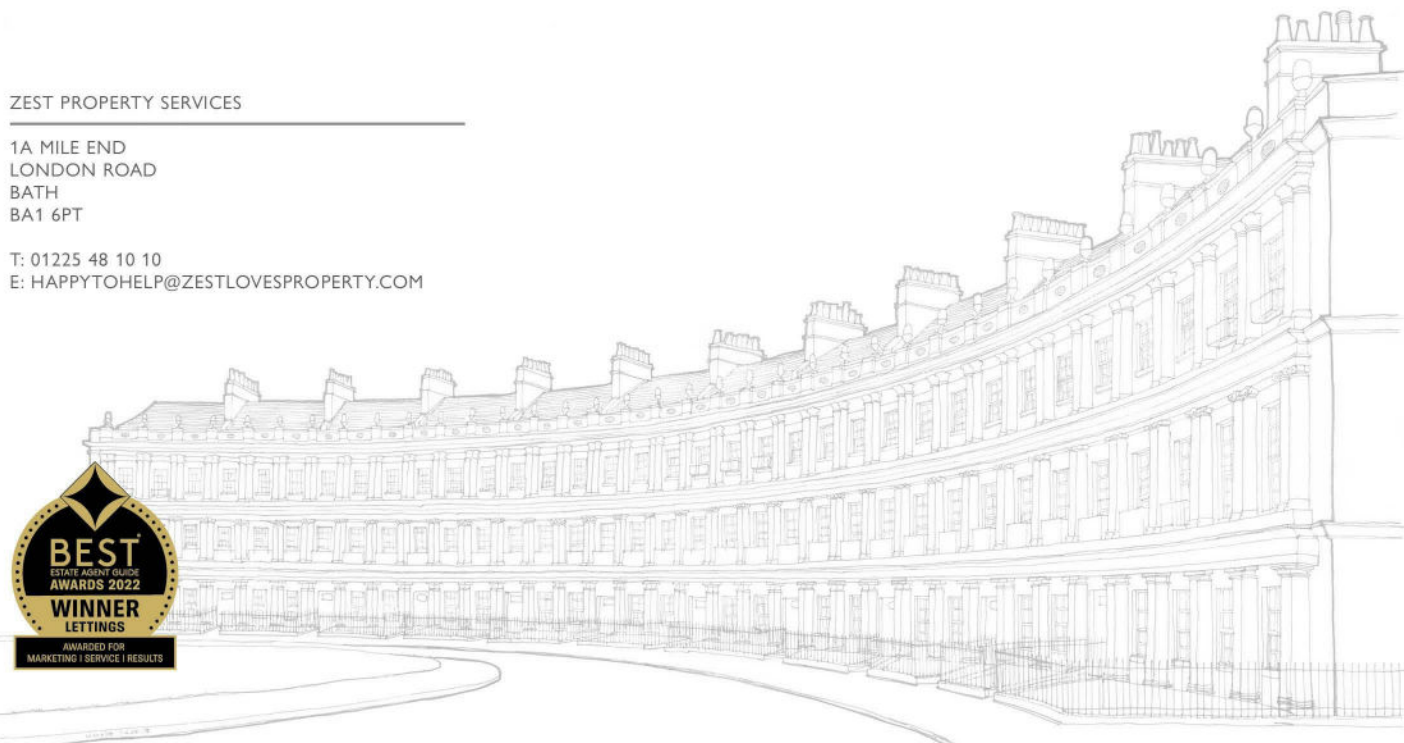 ZEST PROPERTY SERVICES
1A MILE END
LONDON ROAD
BATH
BA1 6PT
T: 01225 48 10 10
E: HAPPYTOHELP@ZESTLOVESPROPERTY.COM
BEST
ESTATE AGENT GUIDE
AWARDS 2022
WINNER
LETTINGS
AWARDED FOR
MARKETING | SERVICE | RESULTS